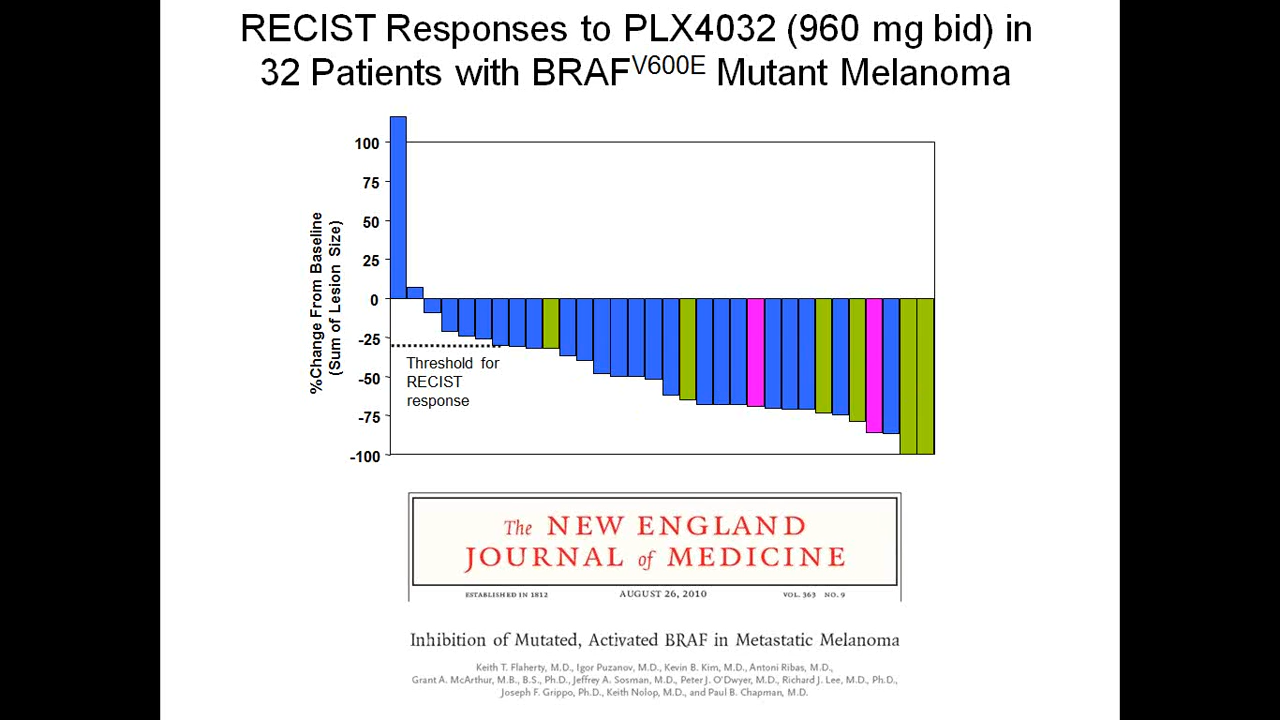 RECIST Responses to PLX4032 (960 mg bid) in
32 Patients with BRAFV600E Mutant Melanoma
%Change From Baseline
(Sum of Lesion Size)
100
75
50
25
0
-25
-50
-75
-100
Threshold for
RECIST
response
The NEW ENGLAND
JOURNAL of MEDICINE
ESTABLISHED IN 1812 AUGUST 26, 2010 VOL. 363 NO. 9
Inhibition of Mutated, Activated BRAF in Metastatic Melanoma
Keith T. Flaherty, M.D., Igor Puzanov, M.D., Kevin B. Kim, M.D., Antoni Ribas, M.D.,
Grant A. McArthur, M.B., B.S., Ph.D., Jeffrey A. Sosman, M.D., Peter J. O'Dwyer, M.D., Richard J. Lee, M.D., Ph.D.,
Joseph F. Grippo, Ph.D., Keith Nolop, M.D., and Paul B. Chapman, M.D.